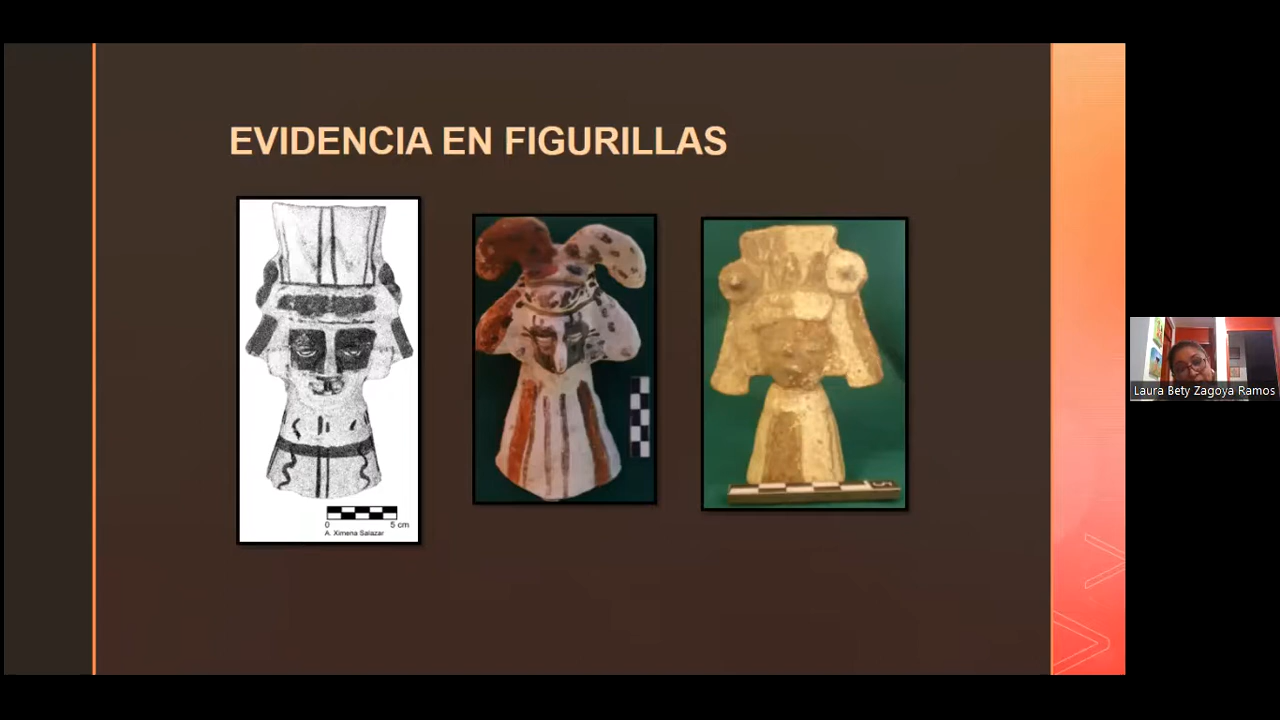 EVIDENCIA EN FIGURILLAS
0 5 cm
A. Ximena Salazar
Laura Bety Zagoya Ramos